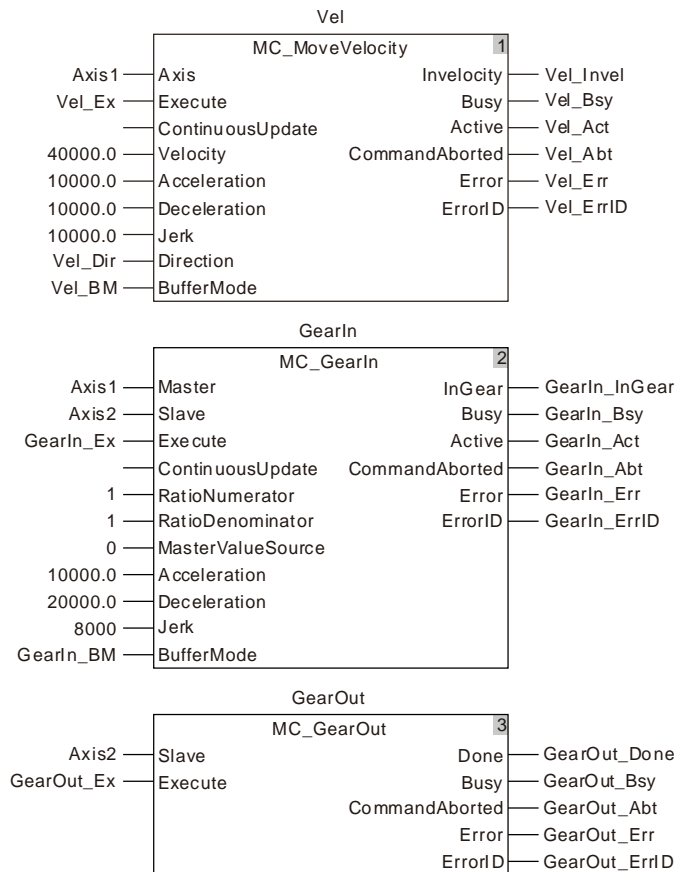 Vel
MC_MoveVelocity 1
Axis1 Axis Invelocity Vel_Invel
Vel_Ex Execute Busy Vel_Bsy
ContinuousUpdate Active Vel_Act
40000.0 Velocity CommandAborted Vel_Abt
10000.0 Acceleration Error Vel_Err
10000.0 Deceleration ErrorID Vel_ErrID
10000.0 Jerk
Vel_Dir Direction
Vel_BM BufferMode
GearIn
MC_GearIn 2
Axis1 Master InGear GearIn_InGear
Axis2 Slave Busy GearIn_Bsy
GearIn_Ex Execute Active GearIn_Act
ContinuousUpdate CommandAborted GearIn_Abt
1 RatioNumerator Error GearIn_Err
1 RatioDenominator ErrorID GearIn_ErrID
0 MasterValueSource
10000.0 Acceleration
20000.0 Deceleration
8000 Jerk
GearIn_BM BufferMode
GearOut
MC_GearOut 3
Axis2 Slave Done GearOut_Done
GearOut_Ex Execute Busy GearOut_Bsy
CommandAborted GearOut_Abt
Error GearOut_Err
ErrorID GearOut_ErrID